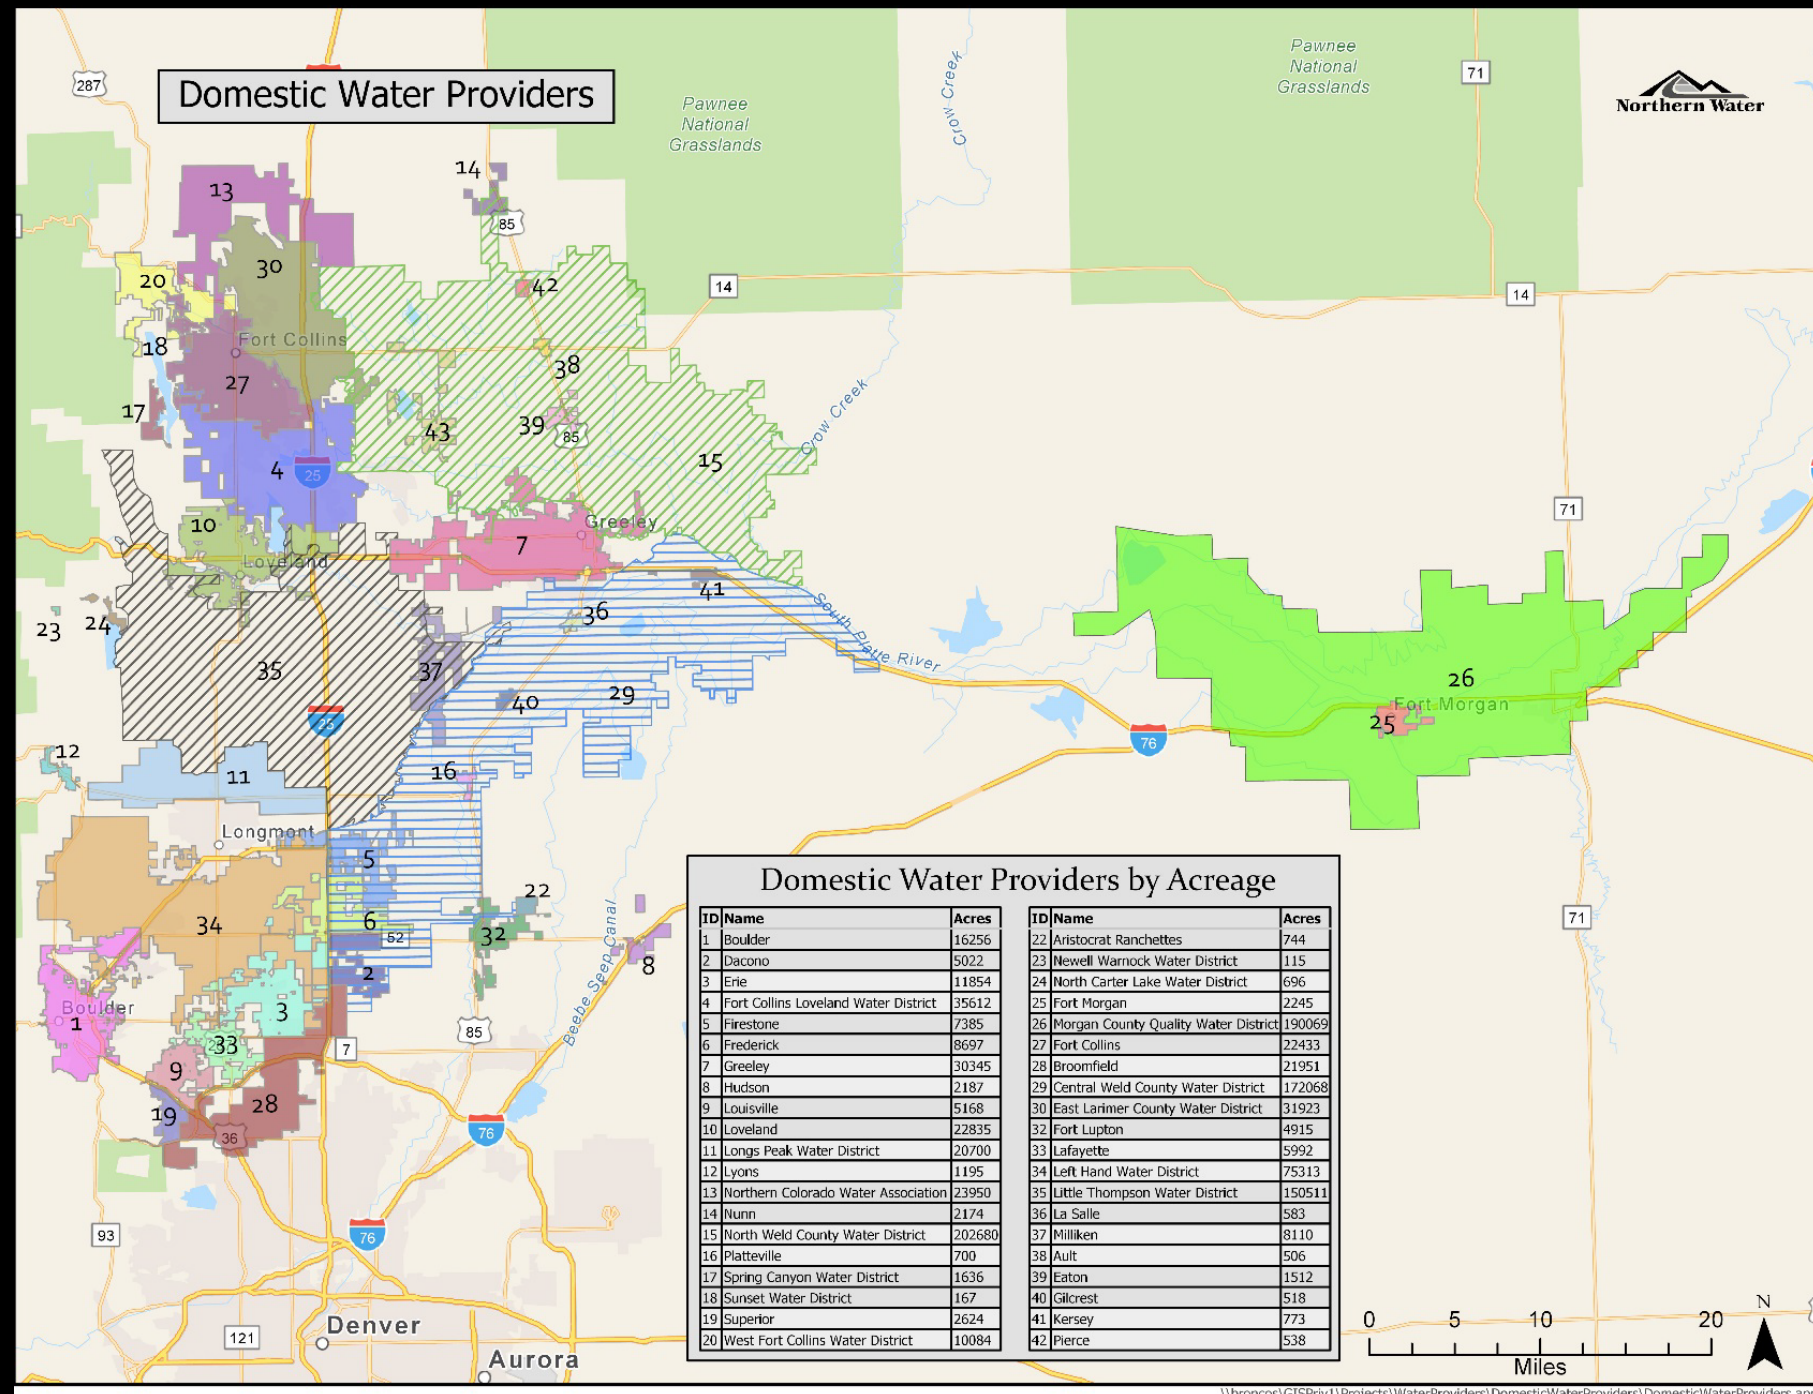 Domestic Water Providers
Northern Water
Pawnee
National
Grasslands
Pawnee
National
Grasslands
Crow Creek
Crow Creek
287
71
14
85
13
30
20
42
14
14
18
Fort Collins
38
27
17
39
85
43
15
4
25
71
10
Greeley
7
Loveland
41
36
South Platte River
23
24
35
37
40
29
26
Fort Morgan
25
25
76
12
11
16
Longmont
5
22
34
6
52
32
8
2
71
Boulder
1
3
33
7
85
Beebe Seep Canal
9
28
19
36
76
93
76
121
Denver
Aurora
Domestic Water Providers by Acreage
ID Name Acres
1 Boulder 16256
2 Dacono 5022
3 Erie 11854
4 Fort Collins Loveland Water District 35612
5 Firestone 7385
6 Frederick 8697
7 Greeley 30345
8 Hudson 2187
9 Louisville 5168
10 Loveland 22835
11 Longs Peak Water District 20700
12 Lyons 1195
13 Northern Colorado Water Association 23950
14 Nunn 2174
15 North Weld County Water District 202680
16 Platteville 700
17 Spring Canyon Water District 1636
18 Sunset Water District 167
19 Superior 2624
20 West Fort Collins Water District 10084
ID Name Acres
22 Aristocrat Ranchettes 744
23 Newell Warnock Water District 115
24 North Carter Lake Water District 696
25 Fort Morgan 2245
26 Morgan County Quality Water District 190069
27 Fort Collins 22433
28 Broomfield 21951
29 Central Weld County Water District 172068
30 East Larimer County Water District 31923
32 Fort Lupton 4915
33 Lafayette 5992
34 Left Hand Water District 75313
35 Little Thompson Water District 150511
36 La Salle 583
37 Milliken 8110
38 Ault 506
39 Eaton 1512
40 Gilcrest 518
41 Kersey 773
42 Pierce 538
0 5 10 20
Miles
N